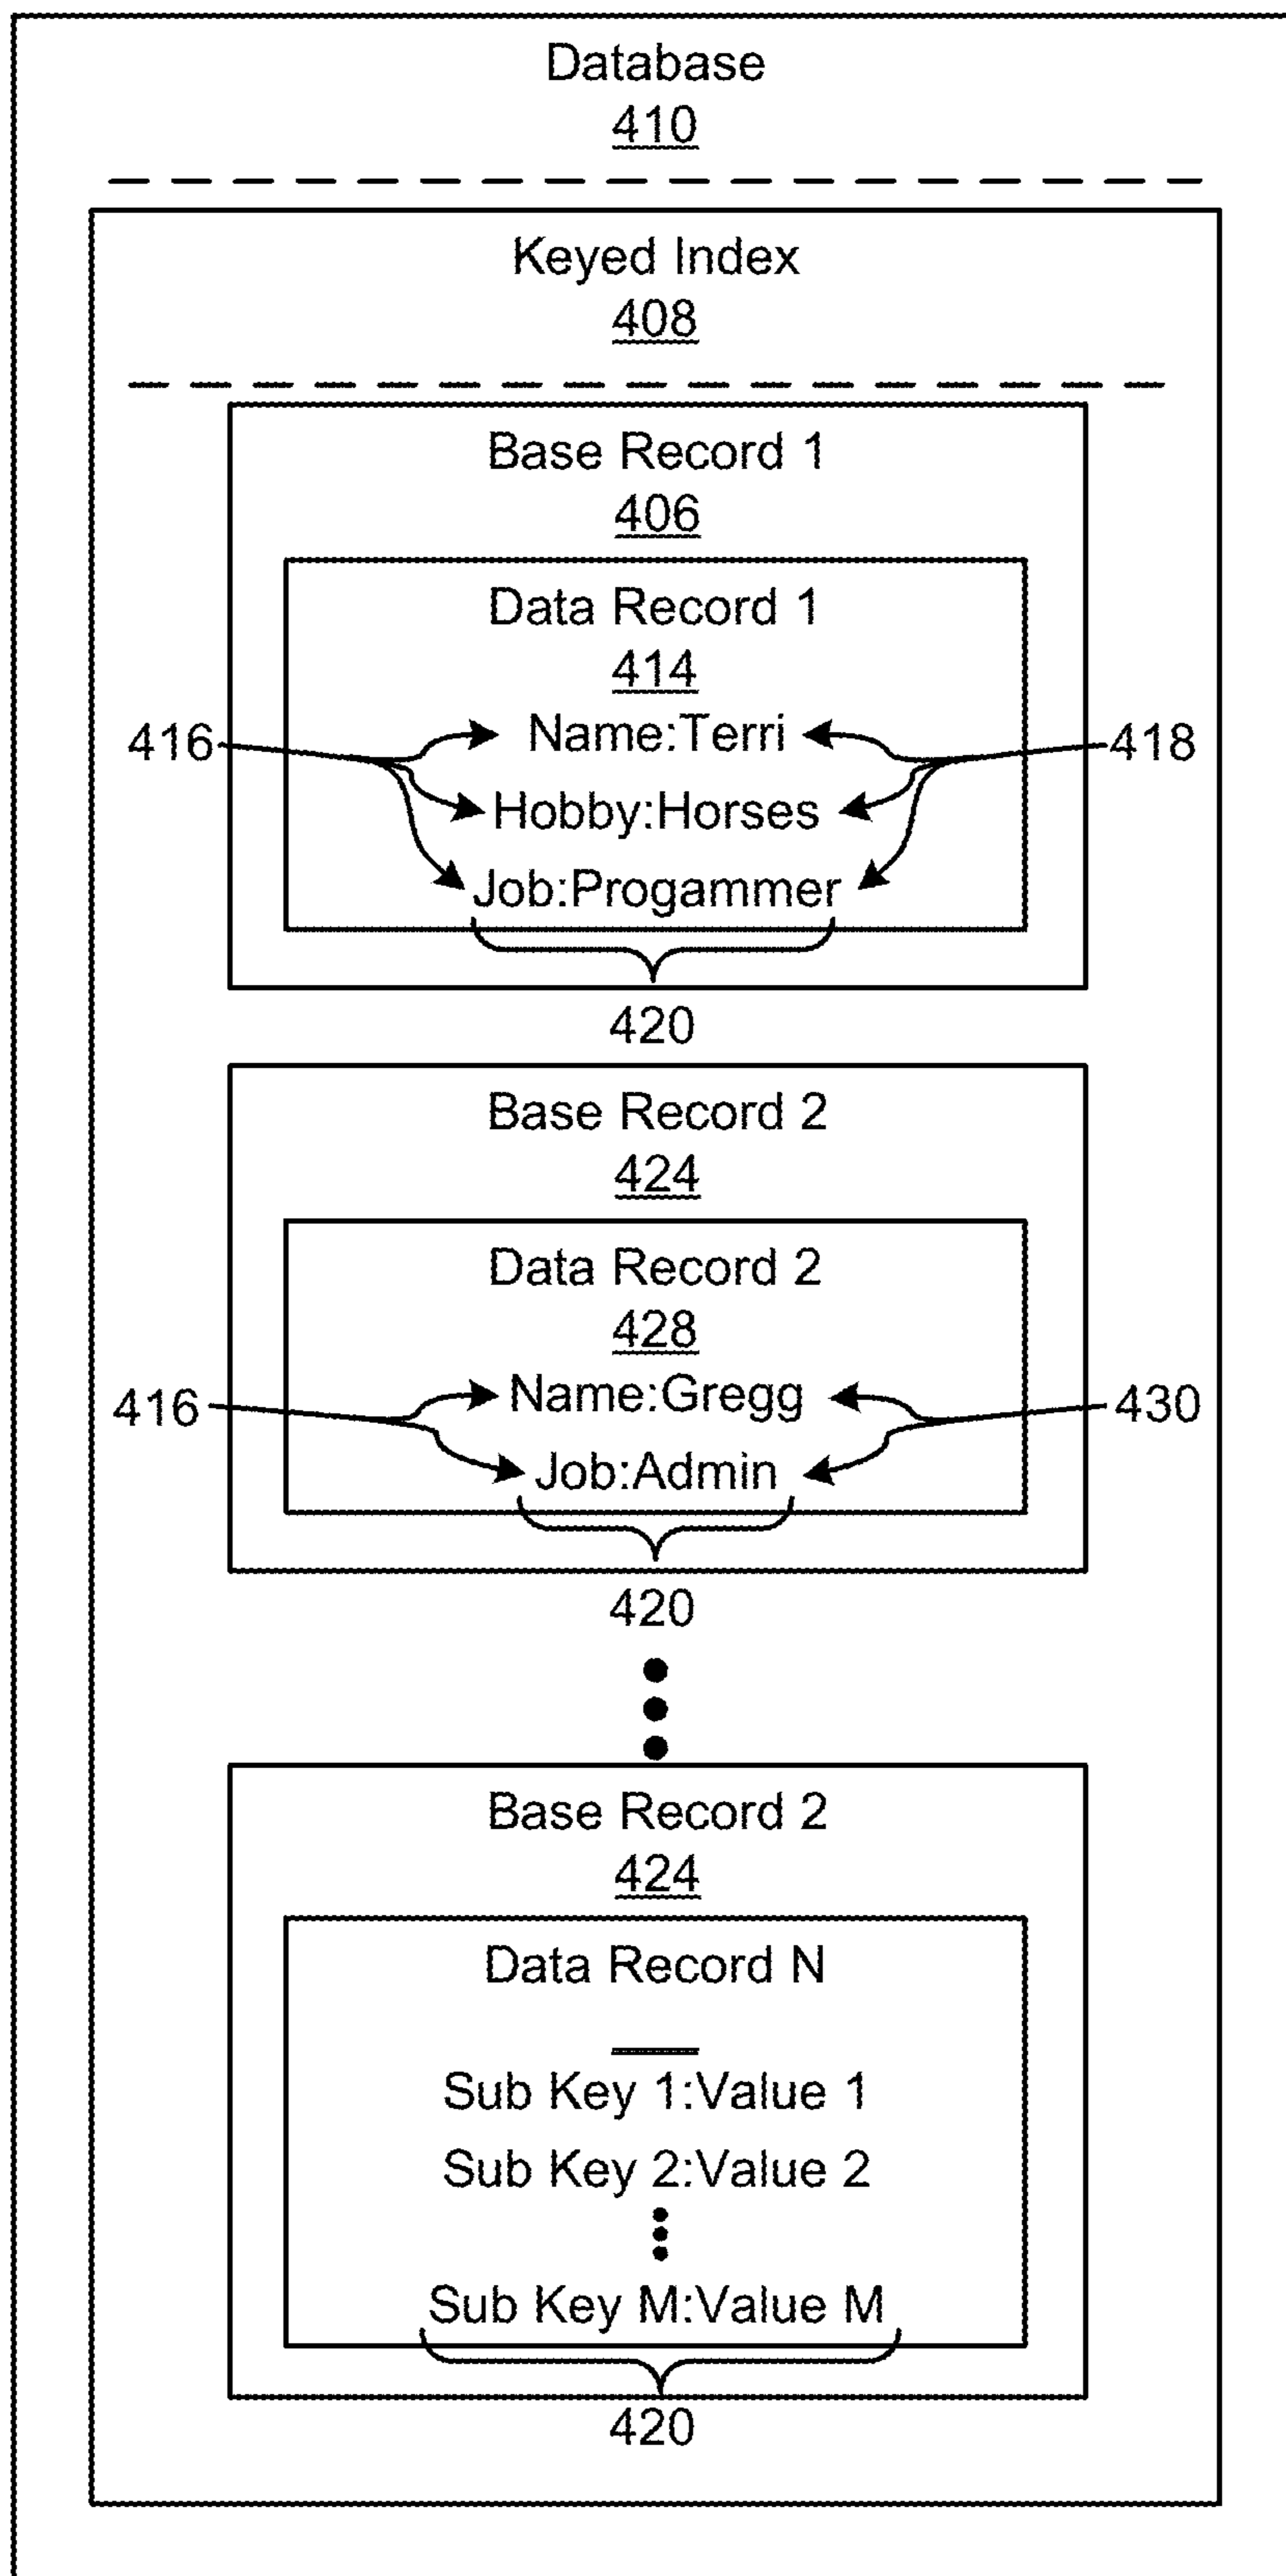 Database
410
Keyed Index
408
Base Record 1
406
Data Record 1
414
416 Name:Terri 418
Hobby:Horses
Job:Progammer
420
Base Record 2
424
Data Record 2
428
416 Name:Gregg 430
Job:Admin
420
Base Record 2
424
Data Record N
Sub Key 1:Value 1
Sub Key 2:Value 2
Sub Key M:Value M
420